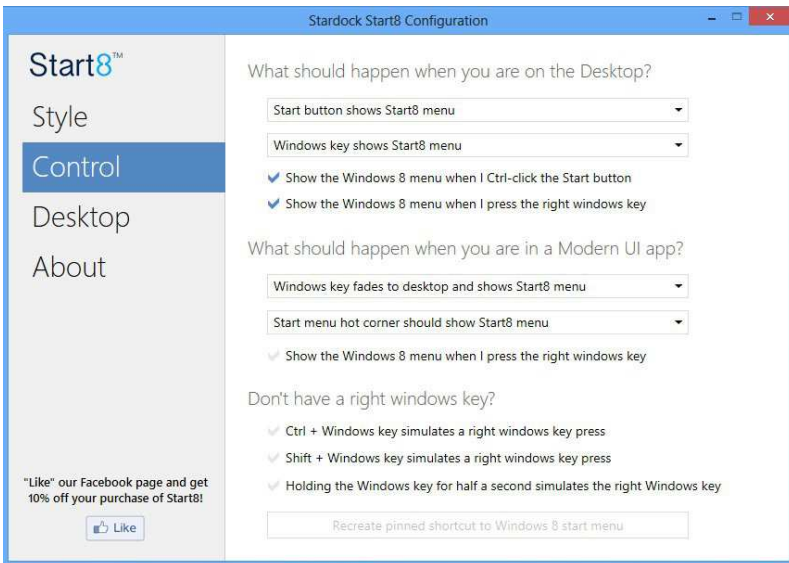 Stardock Start8 Configuration
Start8™
Style
Control
Desktop
About
"Like" our Facebook page and get
10% off your purchase of Start8!
Like
What should happen when you are on the Desktop?
Start button shows Start8 menu
Windows key shows Start8 menu
Show the Windows 8 menu when I Ctrl-click the Start button
Show the Windows 8 menu when I press the right windows key
What should happen when you are in a Modern UI app?
Windows key fades to desktop and shows Start8 menu
Start menu hot corner should show Start8 menu
Show the Windows 8 menu when I press the right windows key
Don't have a right windows key?
Ctrl + Windows key simulates a right windows key press
Shift + Windows key simulates a right windows key press
Holding the Windows key for half a second simulates the right Windows key
Recreate pinned shortcut to Windows 8 start menu